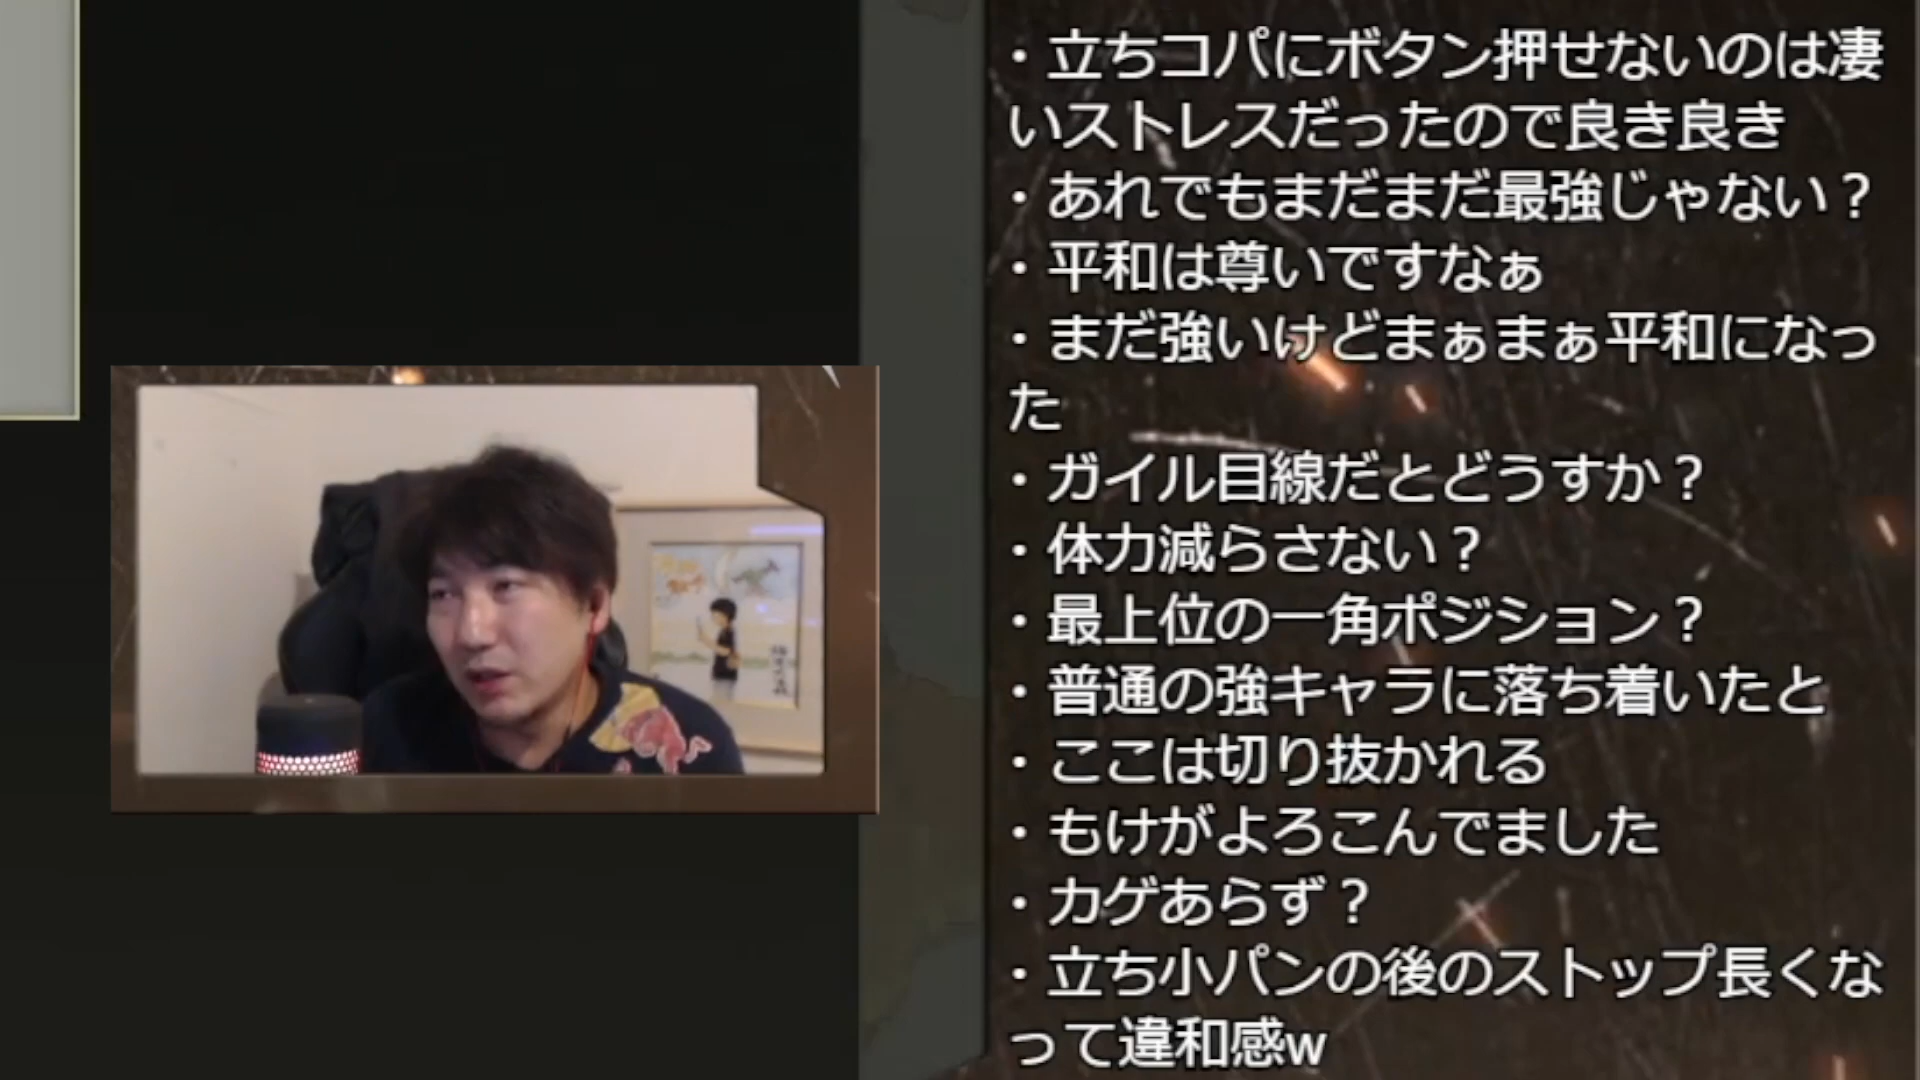 ・立ちコパにボタン押せないのは凄
いストレスだったので良き良き
・あれでもまだまだ最強じゃない？
・平和は尊いですなぁ
・まだ強いけどまぁまぁ平和になっ
た
・ガイル目線だとどうすか？
・体力減らさない？
・最上位の一角ポジション？
・普通の強キャラに落ち着いたと
・ここは切り抜かれる
・もけがよろこんでました
・カゲあらず？
・立ち小パンの後のストップ長くな
って違和感w